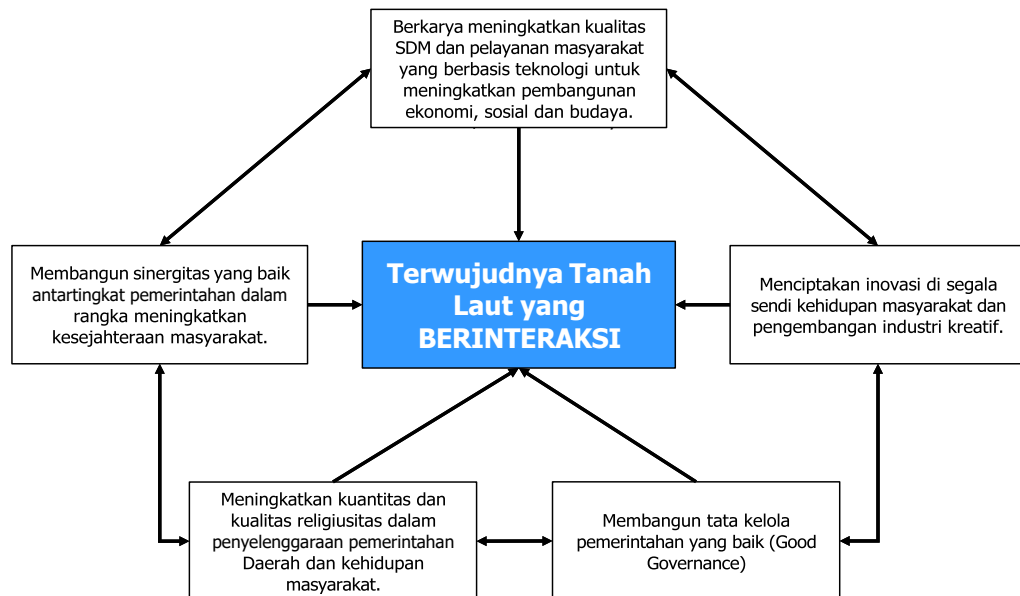 Berkarya meningkatkan kualitas
SDM dan pelayanan masyarakat
yang berbasis teknologi untuk
meningkatkan pembangunan
ekonomi, sosial dan budaya.
Membangun sinergitas yang baik
antartingkat pemerintahan dalam
rangka meningkatkan
kesejahteraan masyarakat.
Terwujudnya Tanah
Laut yang
BERINTERAKSI
Menciptakan inovasi di segala
sendi kehidupan masyarakat dan
pengembangan industri kreatif.
Meningkatkan kuantitas dan
kualitas religiusitas dalam
penyelenggaraan pemerintahan
Daerah dan kehidupan
masyarakat.
Membangun tata kelola
pemerintahan yang baik (Good
Governance)